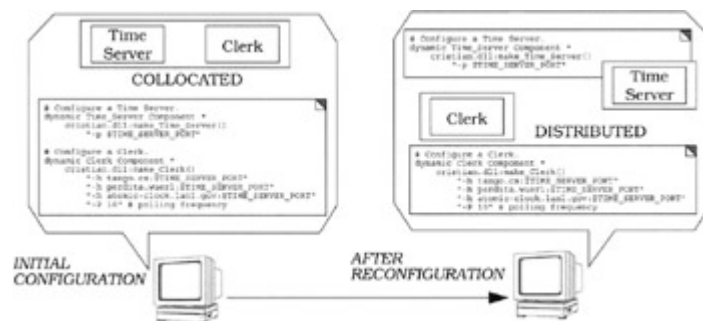 Time
Server
Clerk
COLLOCATED
# Configure a Time Server.
dynamic Time_Server Component *
cristian.dll:make_Time_Server()
"-p $TIME_SERVER_PORT"
# Configure a Clerk.
dynamic Clerk Component *
cristian.dll:make_Clerk()
"-h tango.cs:$TIME_SERVER_PORT"
"-h perdita.wuerl:$TIME_SERVER_PORT"
"-h atomic-clock.lanl.gov:$TIME_SERVER_PORT"
"-P 10" # polling frequency
INITIAL
CONFIGURATION
# Configure a Time Server.
dynamic Time_Server Component *
cristian.dll:make_Time_Server()
"-p $TIME_SERVER_PORT"
Time
Server
Clerk
DISTRIBUTED
# Configure a Clerk.
dynamic Clerk Component *
cristian.dll:make_Clerk()
"-h tango.cs:$TIME_SERVER_PORT"
"-h perdita.wuerl:$TIME_SERVER_PORT"
"-h atomic-clock.lanl.gov:$TIME_SERVER_PORT"
"-P 10" # polling frequency
AFTER
RECONFIGURATION